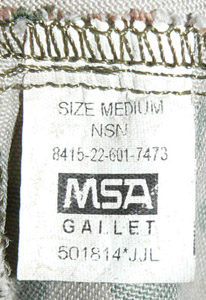 SIZE MEDIUM
NSN
8415-22-601-7473
MSA
GALLET
501814*JJL